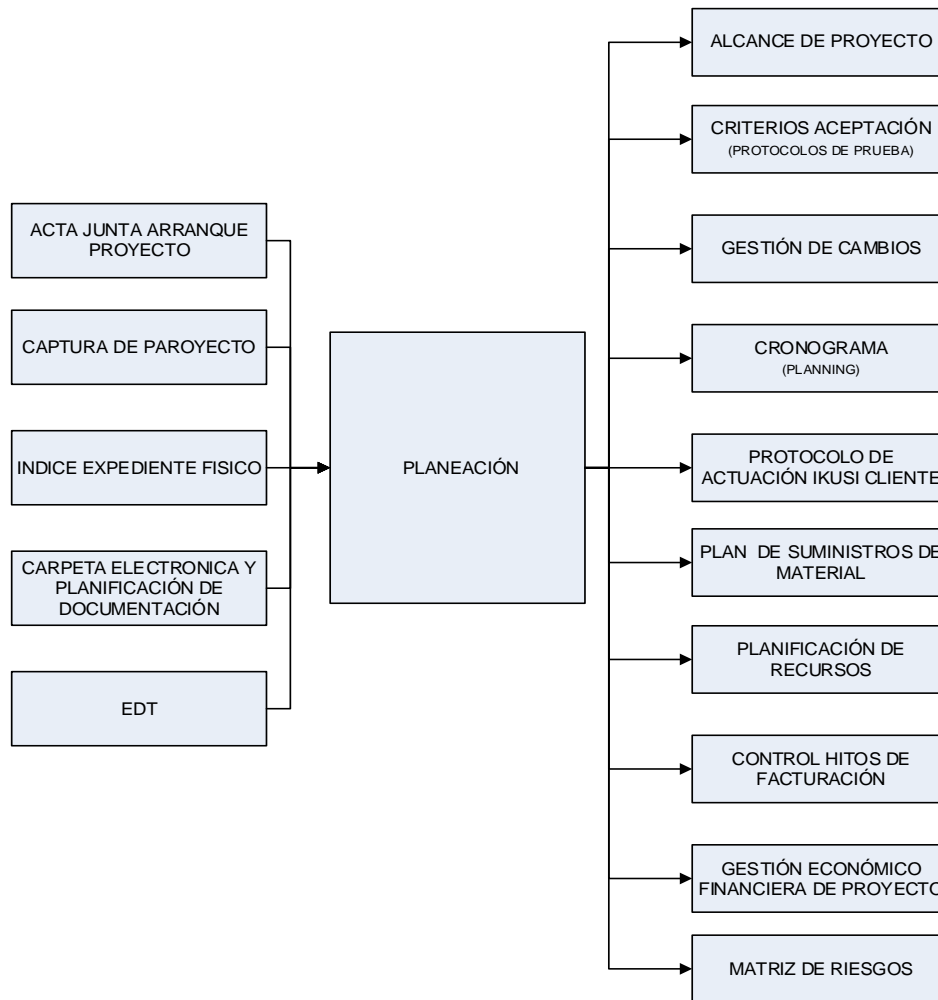 ACTA JUNTA ARRANQUE
PROYECTO
CAPTURA DE PAROYECTO
INDICE EXPEDIENTE FISICO
CARPETA ELECTRONICA Y
PLANIFICACIÓN DE
DOCUMENTACIÓN
EDT
PLANEACIÓN
ALCANCE DE PROYECTO
CRITERIOS ACEPTACIÓN
(PROTOCOLOS DE PRUEBA)
GESTIÓN DE CAMBIOS
CRONOGRAMA
(PLANNING)
PROTOCOLO DE
ACTUACIÓN IKUSI CLIENTE
PLAN DE SUMINISTROS DE
MATERIAL
PLANIFICACIÓN DE
RECURSOS
CONTROL HITOS DE
FACTURACIÓN
GESTIÓN ECONÓMICO
FINANCIERA DE PROYECTO
MATRIZ DE RIESGOS